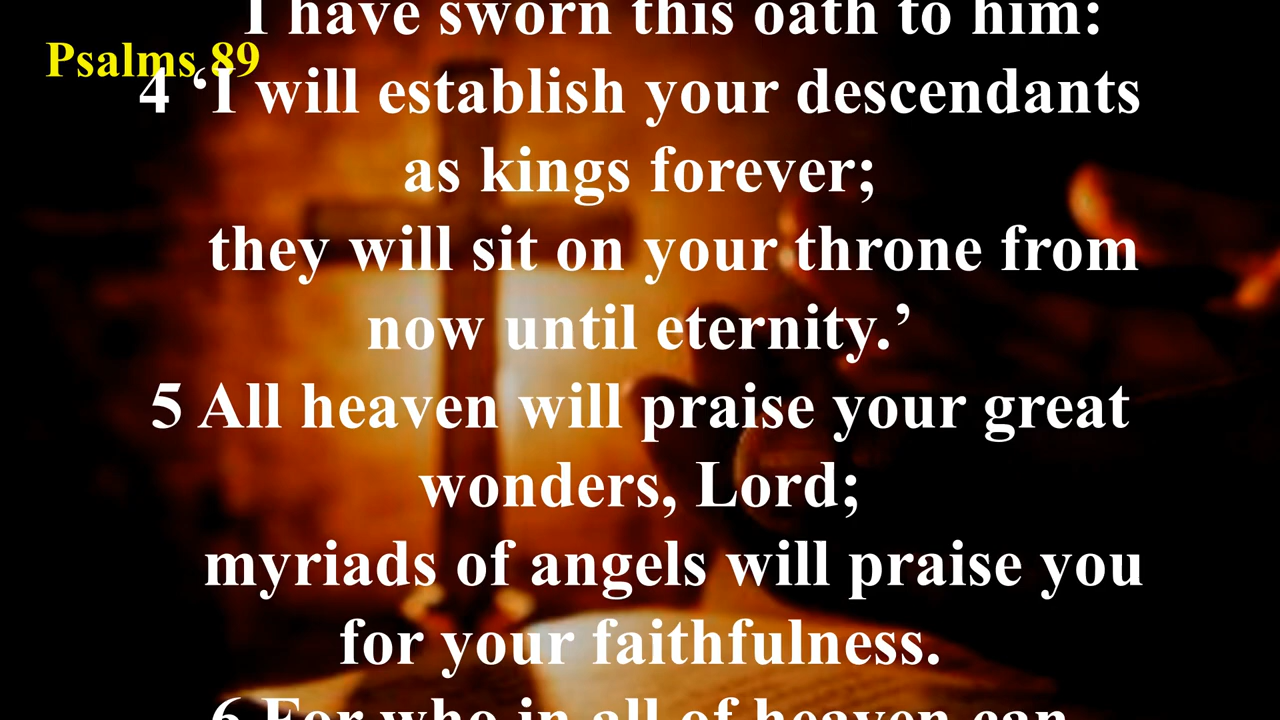 I have sworn this oath to him:
Psalms 89
4 ‘I will establish your descendants
as kings forever;
they will sit on your throne from
now until eternity.’
5 All heaven will praise your great
wonders, Lord;
myriads of angels will praise you
for your faithfulness.
6 For who in all of heaven can